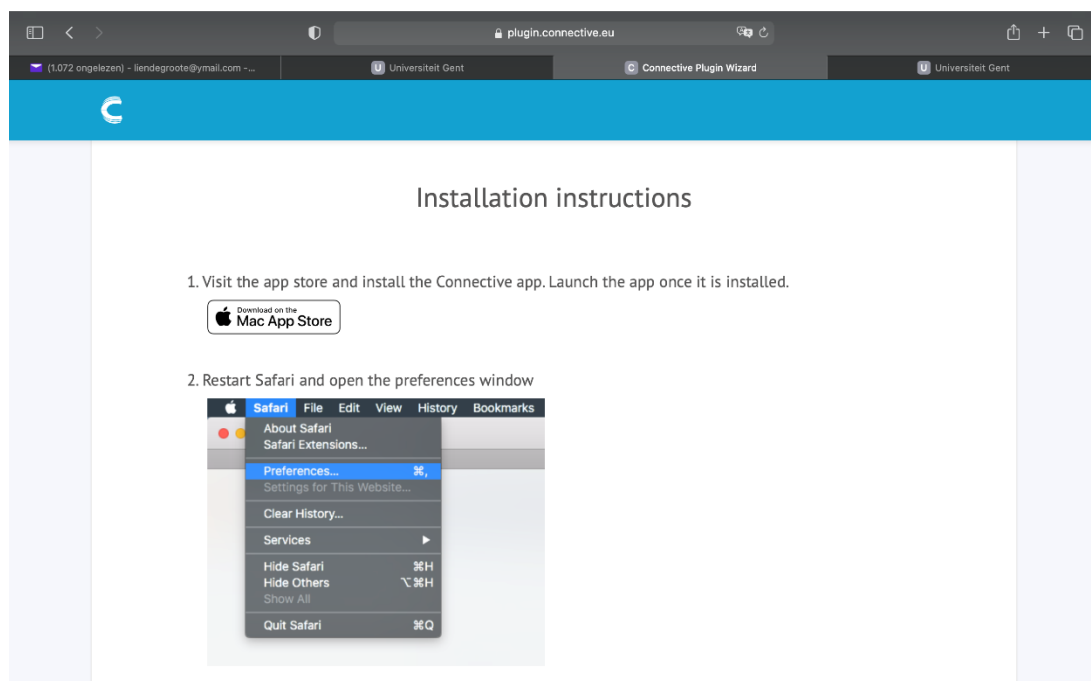 plugin.connective.eu
(1.072 ongelezen) - liendegroote@ymail.com -...
U Universiteit Gent
C Connective Plugin Wizard
U Universiteit Gent
Installation instructions
1. Visit the app store and install the Connective app. Launch the app once it is installed.
Download on the
Mac App Store
2. Restart Safari and open the preferences window
Safari File Edit View History Bookmarks
About Safari
Safari Extensions...
Preferences... ⌘,
Settings for This Website...
Clear History...
Services ▶
Hide Safari ⌘H
Hide Others ⌥⌘H
Show All
Quit Safari ⌘Q